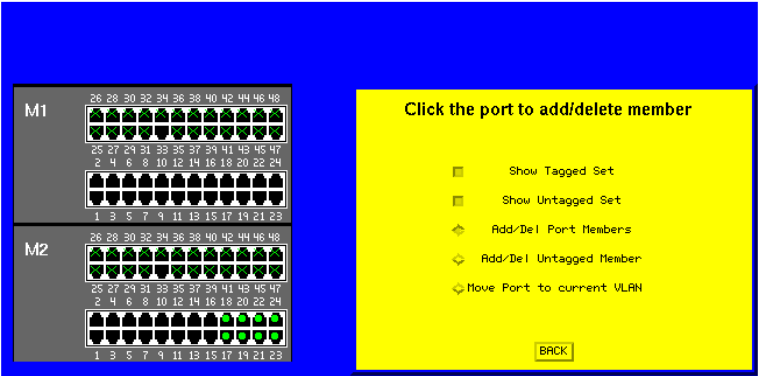 M1
26 28 30 32 34 36 38 40 42 44 46 48
25 27 29 31 33 35 37 39 41 43 45 47
2 4 6 8 10 12 14 16 18 20 22 24
1 3 5 7 9 11 13 15 17 19 21 23
M2
26 28 30 32 34 36 38 40 42 44 46 48
25 27 29 31 33 35 37 39 41 43 45 47
2 4 6 8 10 12 14 16 18 20 22 24
1 3 5 7 9 11 13 15 17 19 21 23
Click the port to add/delete member
Show Tagged Set
Show Untagged Set
Add/Del Port Members
Add/Del Untagged Member
Move Port to current VLAN
BACK